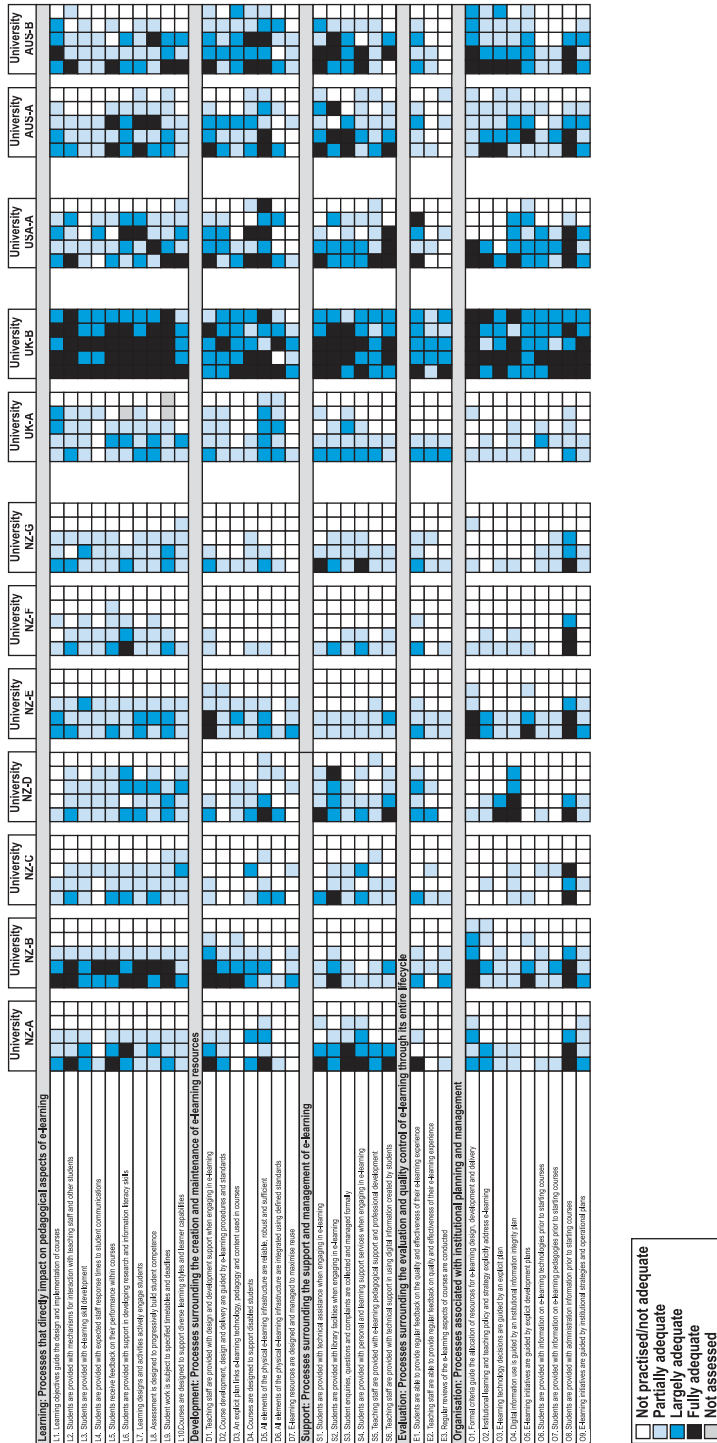 University NZ-A
University NZ-B
University NZ-C
University NZ-D
University NZ-E
University NZ-F
University NZ-G
University UK-A
University UK-B
University USA-A
University AUS-A
University AUS-B
Learning: Processes that directly impact on pedagogical aspects of e-learning
L1. Learning objectives guide the design and implementation of courses
L2. Students are provided with mechanisms for interaction with teaching staff and other students
L3. Students are provided with e-learning skill development
L4. Students are provided with expected staff response times to student communications
L5. Students receive feedback on their performance within courses
L6. Students are provided with support in developing research and information literacy skills
L7. Learning designs and activities actively engage students
L8. Assessment is designed to progressively build student competence
L9. Student work is subject to specified timetables and deadlines
L10. Courses are designed to support diverse learning styles and learner capabilities
Development: Processes surrounding the creation and maintenance of e-learning resources
D1. Teaching staff are provided with design and development support when engaging in e-learning
D2. Course development, design and delivery are guided by e-learning procedures and standards
D3. An explicit plan links e-learning technology, pedagogy and content used in courses
D4. Courses are designed to support disabled students
D5. All elements of the physical e-learning infrastructure are reliable, robust and sufficient
D6. All elements of the physical e-learning infrastructure are integrated using defined standards
D7. E-learning resources are designed and managed to maximise reuse
Support: Processes surrounding the support and management of e-learning
S1. Students are provided with technical assistance when engaging in e-learning
S2. Students are provided with library facilities when engaging in e-learning
S3. Student enquiries, questions and complaints are collected and managed formally
S4. Students are provided with personal and learning support services when engaging in e-learning
S5. Teaching staff are provided with e-learning pedagogical support and professional development
S6. Teaching staff are provided with technical support in using digital information created by students
Evaluation: Processes surrounding the evaluation and quality control of e-learning through its entire lifecycle
E1. Students are able to provide regular feedback on the quality and effectiveness of their e-learning experience
E2. Teaching staff are able to provide regular feedback on quality and effectiveness of their e-learning experience
E3. Regular reviews of the e-learning aspects of courses are conducted
Organisation: Processes associated with institutional planning and management
O1. Formal criteria guide the allocation of resources for e-learning design, development and delivery
O2. Institutional learning and teaching policy and strategy explicitly address e-learning
O3. E-learning technology decisions are guided by an explicit plan
O4. Digital information use is guided by an institutional information integrity plan
O5. E-learning initiatives are guided by explicit development plans
O6. Students are provided with information on e-learning technologies prior to starting courses
O7. Students are provided with information on e-learning pedagogies prior to starting courses
O8. Students are provided with administration information prior to starting courses
O9. E-learning initiatives are guided by institutional strategies and operational plans
Not practised/not adequate
Partially adequate
Largely adequate
Fully adequate
Not assessed